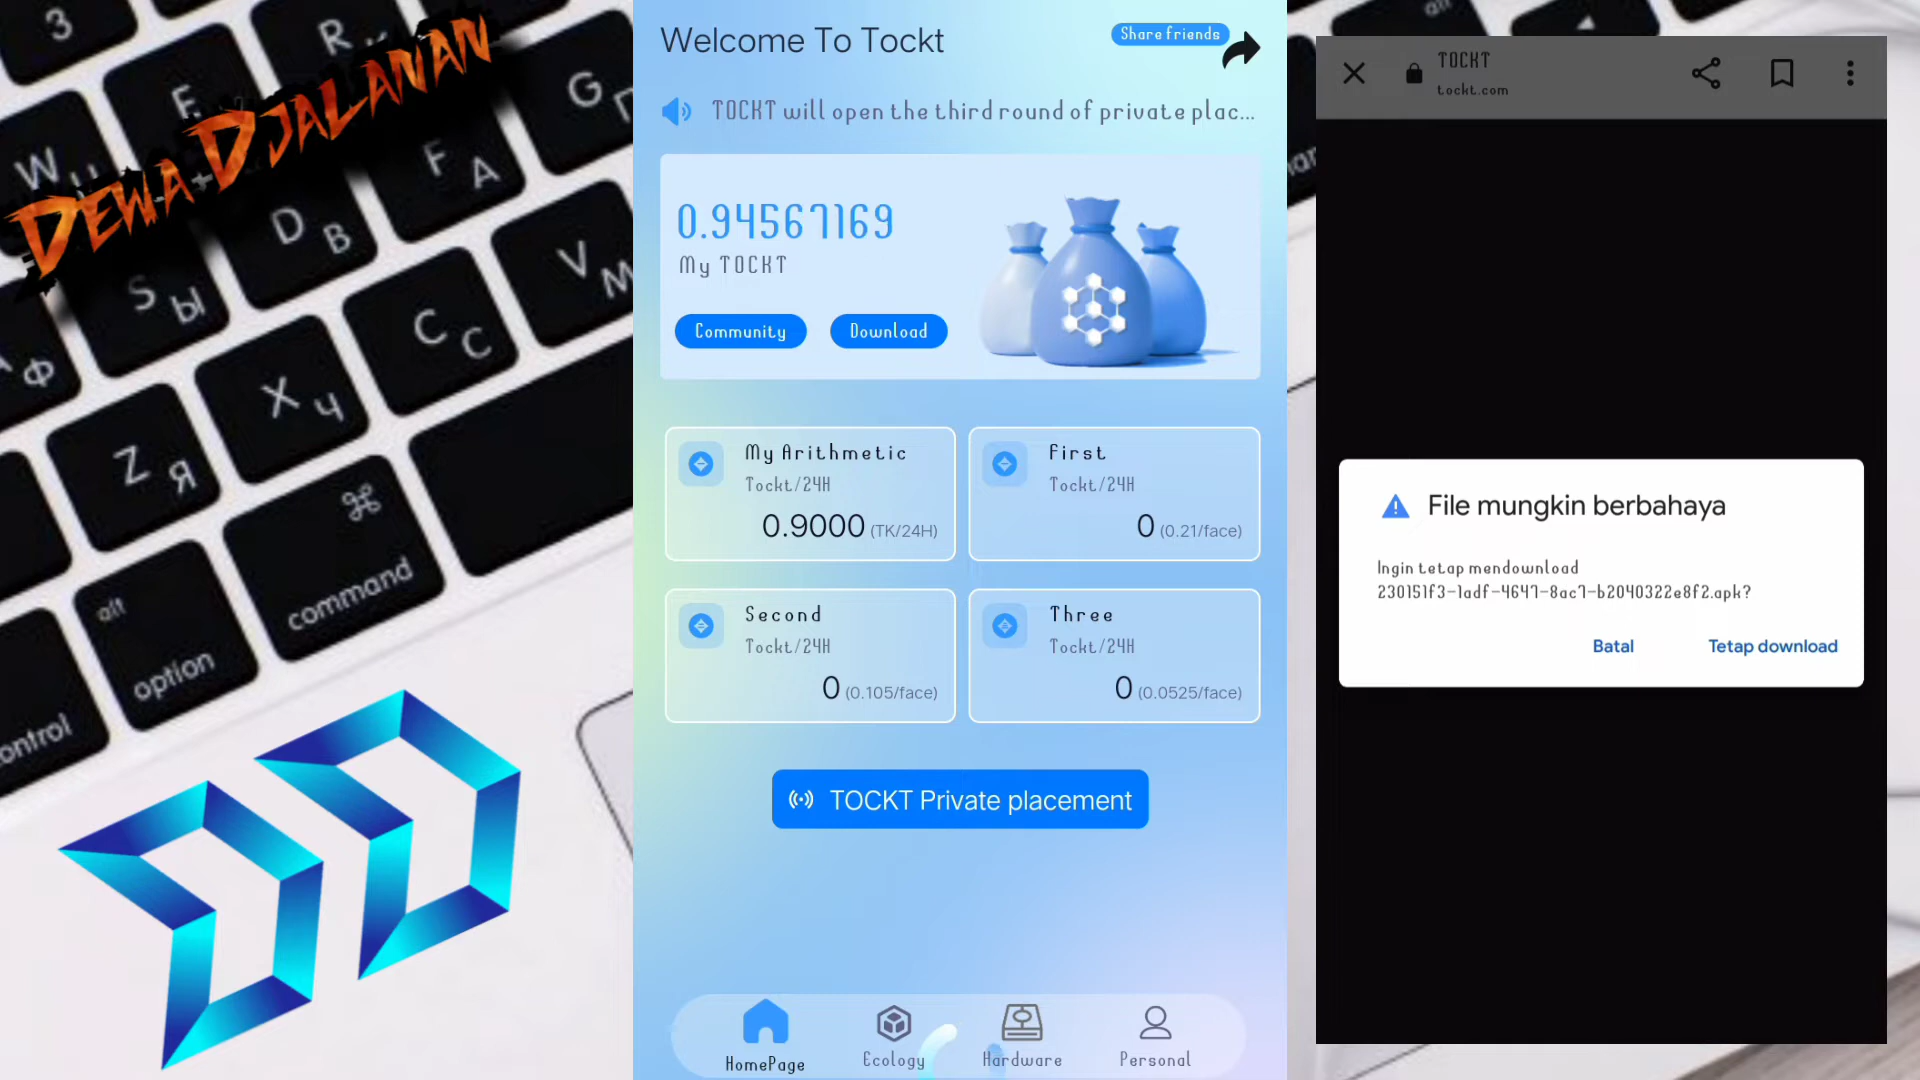 DEWA DJALANAN
3
R
K
E
G
П
W
Ц
F
A
D
В
S
Ы
V
M
Ф
C
С
X
Ч
Z
Я
⌘
command
alt
option
control
alt
Welcome To Tockt
Share friends
TOCKT will open the third round of private plac...
0.94567169
My TOCKT
Community
Download
My Arithmetic
Tockt/24H
0.9000 (TK/24H)
First
Tockt/24H
0 (0.21/face)
Second
Tockt/24H
0 (0.105/face)
Three
Tockt/24H
0 (0.0525/face)
TOCKT Private placement
HomePage
Ecology
Hardware
Personal
TOCKT
tockt.com
File mungkin berbahaya
Ingin tetap mendownload
230151f3-1adf-4647-8ac7-b2040322e8f2.apk?
Batal
Tetap download